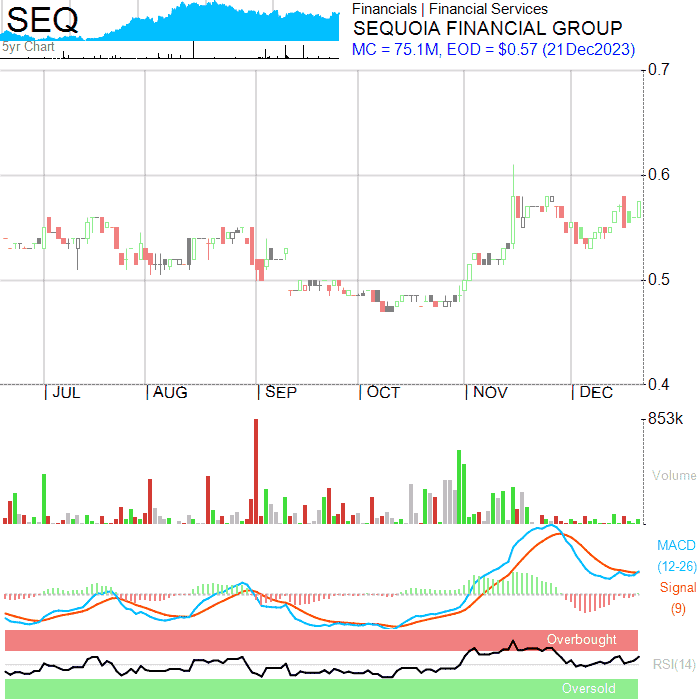 SEQ
5yr Chart
Financials | Financial Services
SEQUOIA FINANCIAL GROUP
MC = 75.1M, EOD = $0.57 (21Dec2023)
0.7
0.6
0.5
0.4
JUL AUG SEP OCT NOV DEC
853k
Volume
MACD
(12-26)
Signal
(9)
Overbought
RSI(14)
Oversold